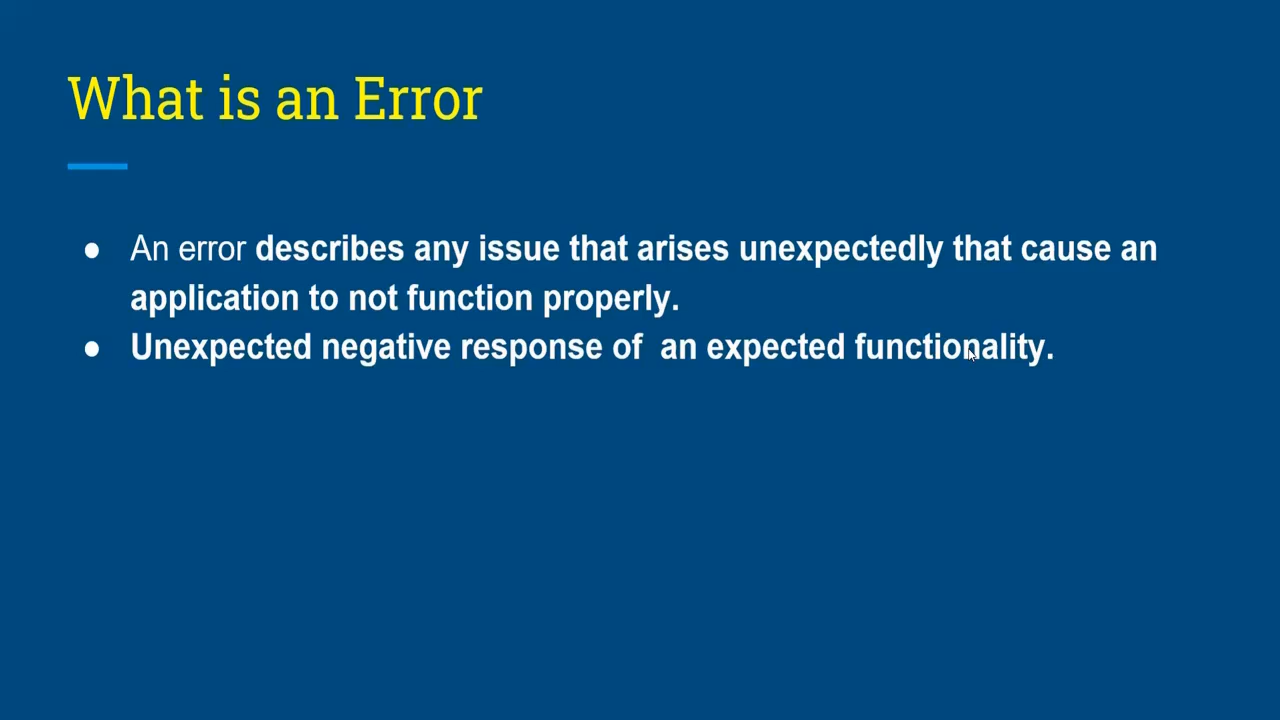 What is an Error
● An error describes any issue that arises unexpectedly that cause an
application to not function properly.
● Unexpected negative response of  an expected functionality.